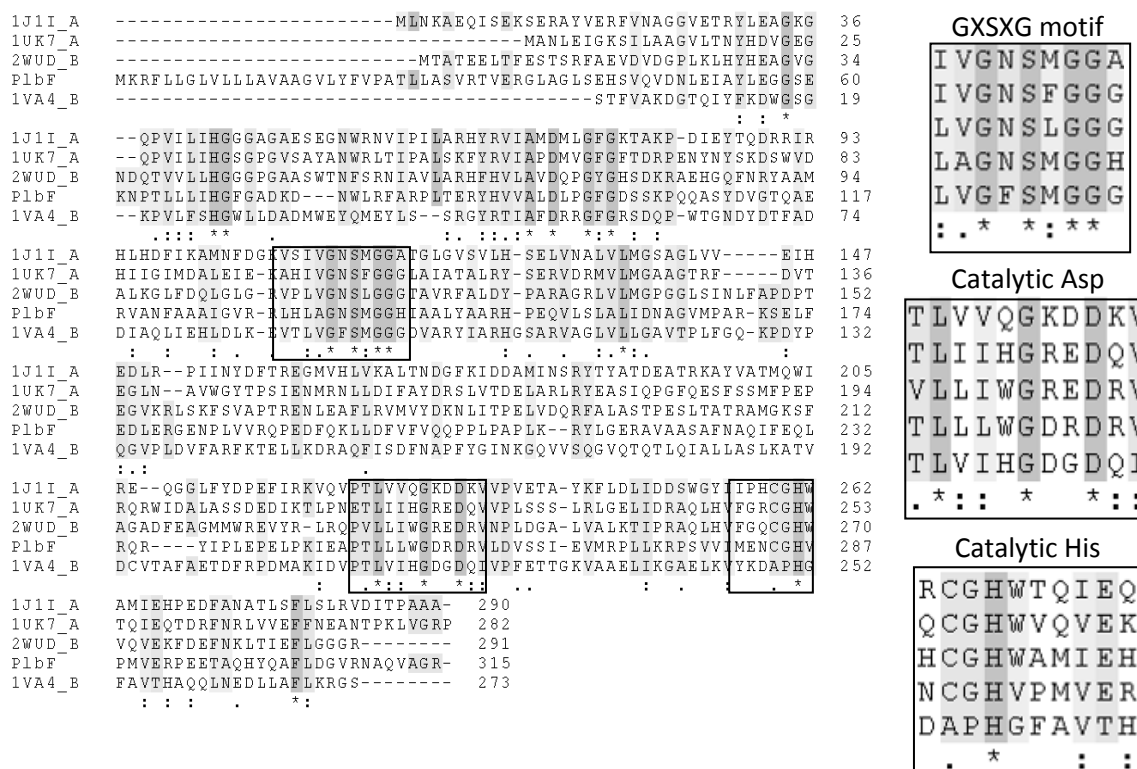 1J1I_A ------------------------MLNKAEQISEKSERAYVERFVNAGGVETRYLEAGKG 36
1UK7_A -----------------------------------MANLEIGKSILAAGVLTNYHDVGEG 25
2WUD_B --------------------------MTATEELTFESTSRFAEVDVDGPLKLHYHEAGVG 34
PlbF MKRFLLGLVLLLAVAAGVLYFVPATLLASVRTVERGLAGLSEHSVQVDNLEIAYLEGGSE 60
1VA4_B -----------------------------------------STFVAKDGTQIYFKDWGSG 19
: : *
1J1I_A --QPVILIHGGGAGAESEGNWRNVIPILARHYRVIAMDMLGFGKTAKP-DIEYTQDRRIR 93
1UK7_A --QPVILIHGSGPGVSAYANWRLTIPALSKFYRVIAPDMVGFGFTDRPENYNYSKDSWVD 83
2WUD_B NDQTVVLLHGGGPGAASWTNFSRNIAVLARHFHVLAVDQPGYGHSDKRAEHGQFNRYAAM 94
PlbF KNPTLLLIHGFGADKD--NWLRFARPLTERYHVVALDLPGFGDSSKPQQASYDVGTQAE 117
1VA4_B --KPVLFSHGWLLDADMWEYQMEYLS--SRGYRTIAFDRRGFGRSDQP-WTGNDYDTFAD 74
.::: ** . :. ::.:* * *:* : :
1J1I_A HLHDFIKAMNFDGKVSIVGNSMGGATGLGVSVLH-SELVNALVLMGSAGLVV-----EIH 147
1UK7_A HIIGIMDALEIE-KAHIVGNSFGGGLAIATALRY-SERVDRMVLMGAAGTRF-----DVT 136
2WUD_B ALKGLFDQLGLG-RVPLVGNSLGGGTAVRFALDY-PARAGRLVLMGPGGLSINLFAPDPT 152
PlbF RVANFAAAIGVR-RLHLAGNSMGGHIAALYAARH-PEQVLSLALIDNAGVMPAR-KSELF 174
1VA4_B DIAQLIEHLDLK-EVTLVGFSMGGGDVARYIARHGSARVAGLVLLGAVTPLFGQ-KPDYP 132
: : : . :.* *:** : . :.*:. :
1J1I_A EDLR-PIINYDFTREGMVHLVKALTNDGFKIDDAMINSRYTYATDEATRKAYVATMQWI 205
1UK7_A EGLN-AVWGYTPSIENMRNLLDIFAYDRSLVTDELARLRYEASIQPGFQESFSSMFPEP 194
2WUD_B EGVKRLSKFSVAPTRENLEAFLRVMVYDKNLITPELVDQRFALASTPESLTATRAMGKSF 212
PlbF EDLERGENPLVVRQPEDFQKLLDFVFVQQPPLPAPLK--RYLGERAVAASAFNAQIFEQL 232
1VA4_B QGVPLDVFARFKTELLKDRAQFISDFNAPFYGINKGQVVSQGVQTQTLQIALLASLKATV 192
:.: .
1J1I_A RE--QGGLFYDPEFIRKVQVPTLVVQGKDDKVVPVETA-YKFLDLIDDSWGYIIPHCGHW 262
1UK7_A RQRWIDALASSDEDIKTLPNETLIIHGREDQVVPLSSS-LRLGELIDRAQLHVFGRCGHW 253
2WUD_B AGADFEAGMMWREVYR-LRQPVLLIWGREDRVNPLDGA-LVALKTIPRAQLHVFGQCGHW 270
PlbF RQR----YIPLEPELPKIEAPTLLLWGDRDRVLDVSSI-EVMRPLLKRPSVVIMENCGHV 287
1VA4_B DCVTAFAETDFRPDMAKIDVPTLVIHGDGDQIVPFETTGKVAAELIKGAELKVYKDAPHG 252
: .*:: * *:: .. : . : . *
1J1I_A AMIEHPEDFANATLSFLSLRVDITPAAA- 290
1UK7_A TQIEQTDRFNRLVVEFFNEANTPKLVGRP 282
2WUD_B VQVEKFDEFNKLTIEFLGGGR-------- 291
PlbF PMVERPEETAQHYQAFLDGVRNAQVAGR- 315
1VA4_B FAVTHAQQLNEDLLAFLKRGS-------- 273
: : : . *:
GXSXG motif
IVGNSMGGA
IVGNSFGGG
LVGNSLGGG
LAGNSMGGH
LVGFSMGGG
:.* *:**
Catalytic Asp
TLVVQGKDDKV
TLIIHGREDQV
VLLIWGREDRV
TLLLWGDRDRV
TLVIHGDGDQI
.*:: * *::
Catalytic His
RCGHWTQIEQ
QCGHWVQVEK
HCGHWAMIEH
NCGHVPMVER
DAPHGFAVTH
. * : :